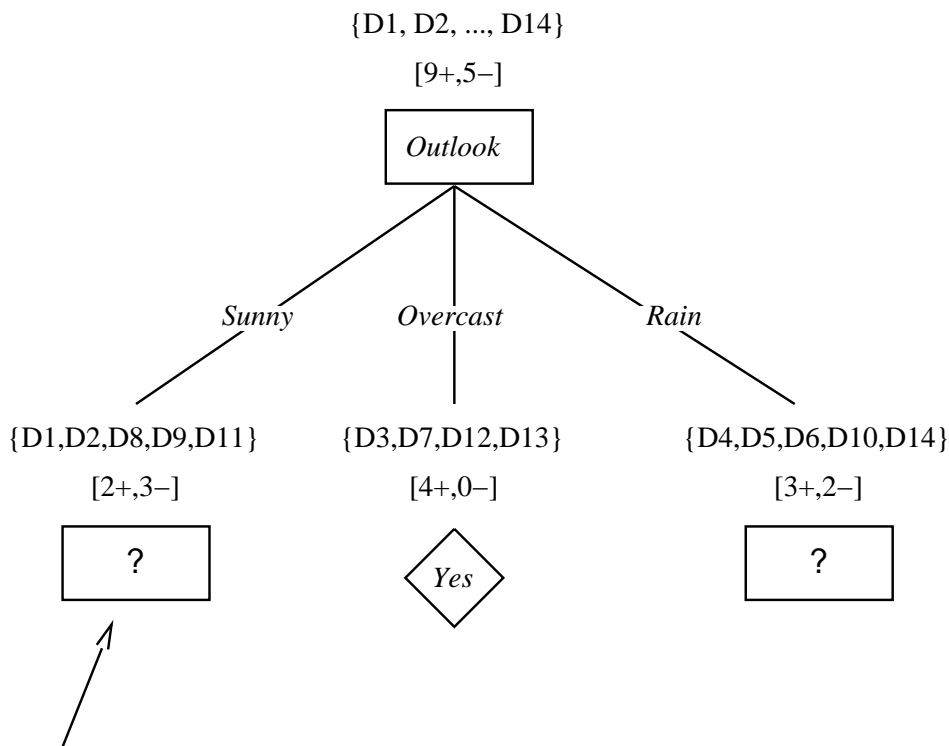 {D1, D2, ..., D14}
[9+,5−]
Outlook
Sunny Overcast Rain
{D1,D2,D8,D9,D11} {D3,D7,D12,D13} {D4,D5,D6,D10,D14}
[2+,3−] [4+,0−] [3+,2−]
? Yes ?